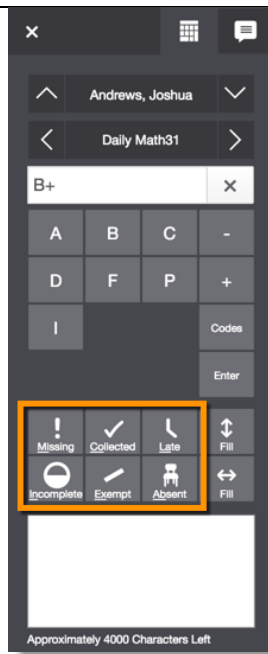 Andrews, Joshua
Daily Math31
B+
A B C -
D F P +
I Codes
Enter
Missing Collected Late Fill
Incomplete Exempt Absent Fill
Approximately 4000 Characters Left